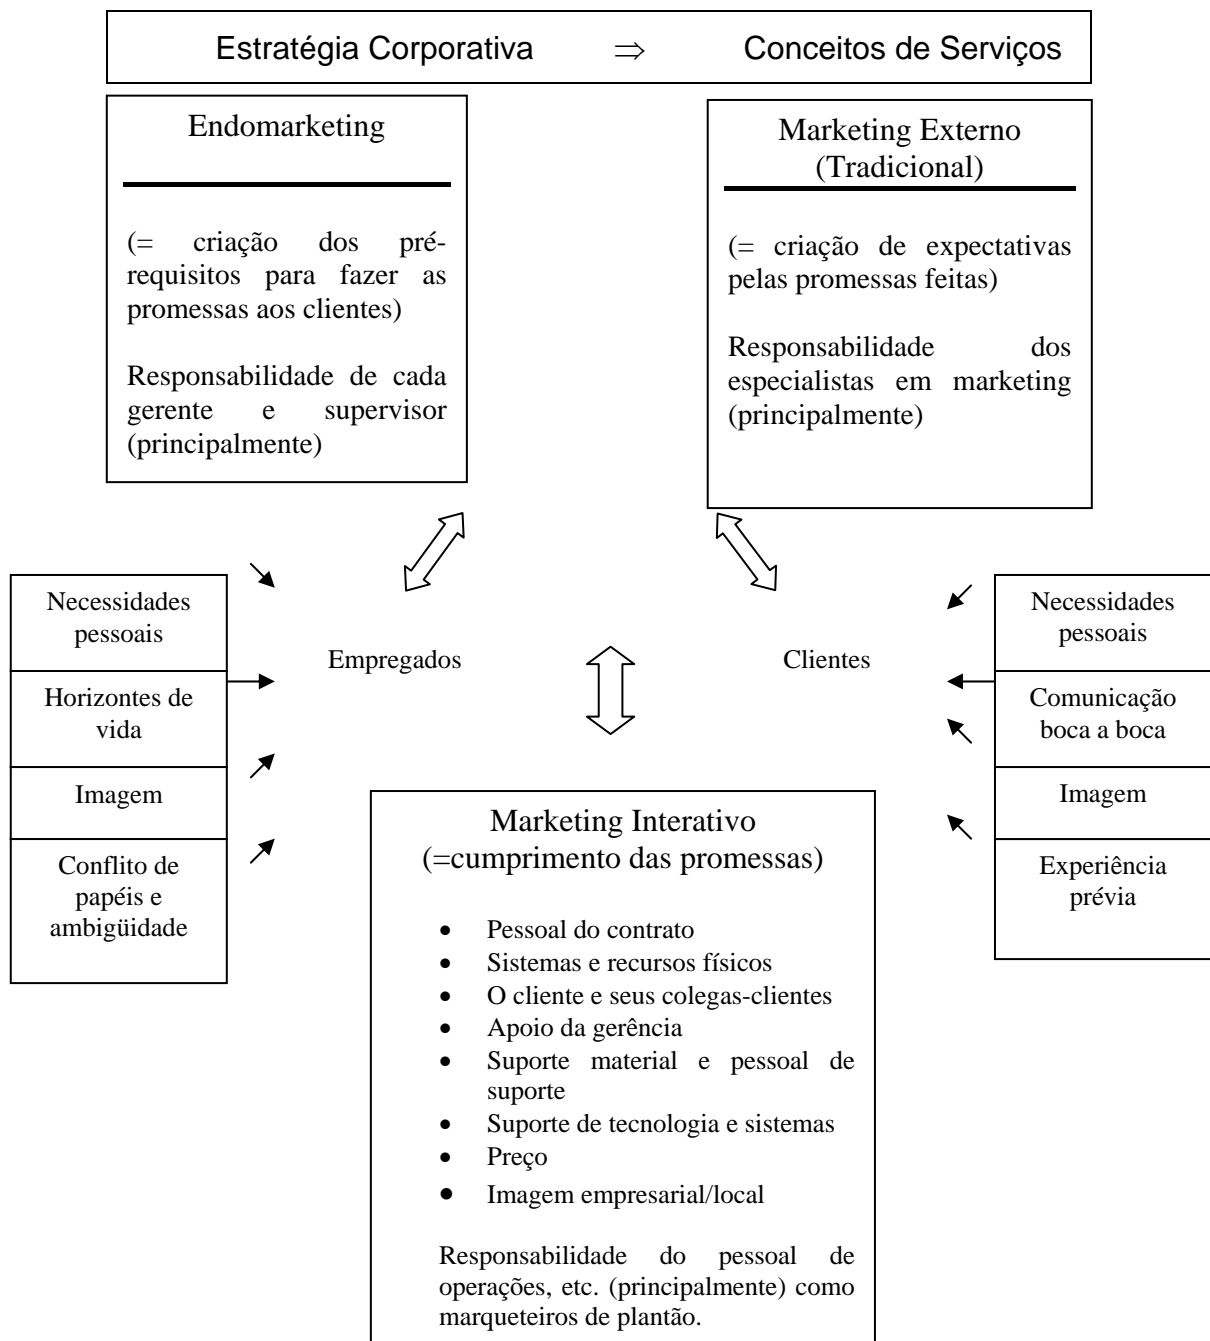 Estratégia Corporativa ⇒ Conceitos de Serviços
Endomarketing
(= criação dos pré-
requisitos para fazer as
promessas aos clientes)
Responsabilidade de cada
gerente e supervisor
(principalmente)
Marketing Externo
(Tradicional)
(= criação de expectativas
pelas promessas feitas)
Responsabilidade dos
especialistas em marketing
(principalmente)
Necessidades
pessoais
Horizontes de
vida
Imagem
Conflito de
papéis e
ambigüidade
Empregados
Clientes
Necessidades
pessoais
Comunicação
boca a boca
Imagem
Experiência
prévia
Marketing Interativo
(=cumprimento das promessas)
• Pessoal do contrato
• Sistemas e recursos físicos
• O cliente e seus colegas-clientes
• Apoio da gerência
• Suporte material e pessoal de
suporte
• Suporte de tecnologia e sistemas
• Preço
• Imagem empresarial/local
Responsabilidade do pessoal de
operações, etc. (principalmente) como
marqueteiros de plantão.